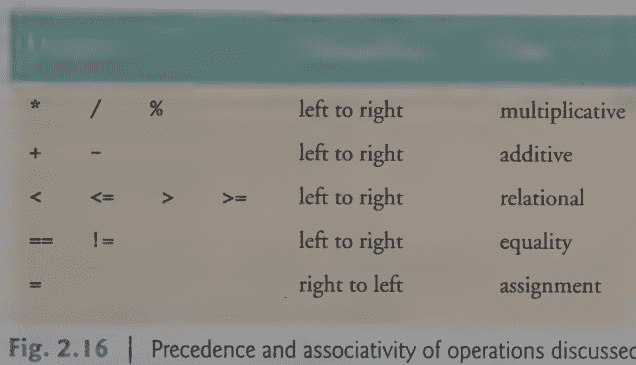 * / % left to right multiplicative
+ - left to right additive
< <= > >= left to right relational
== != left to right equality
= right to left assignment
Fig. 2.16 | Precedence and associativity of operations discussed